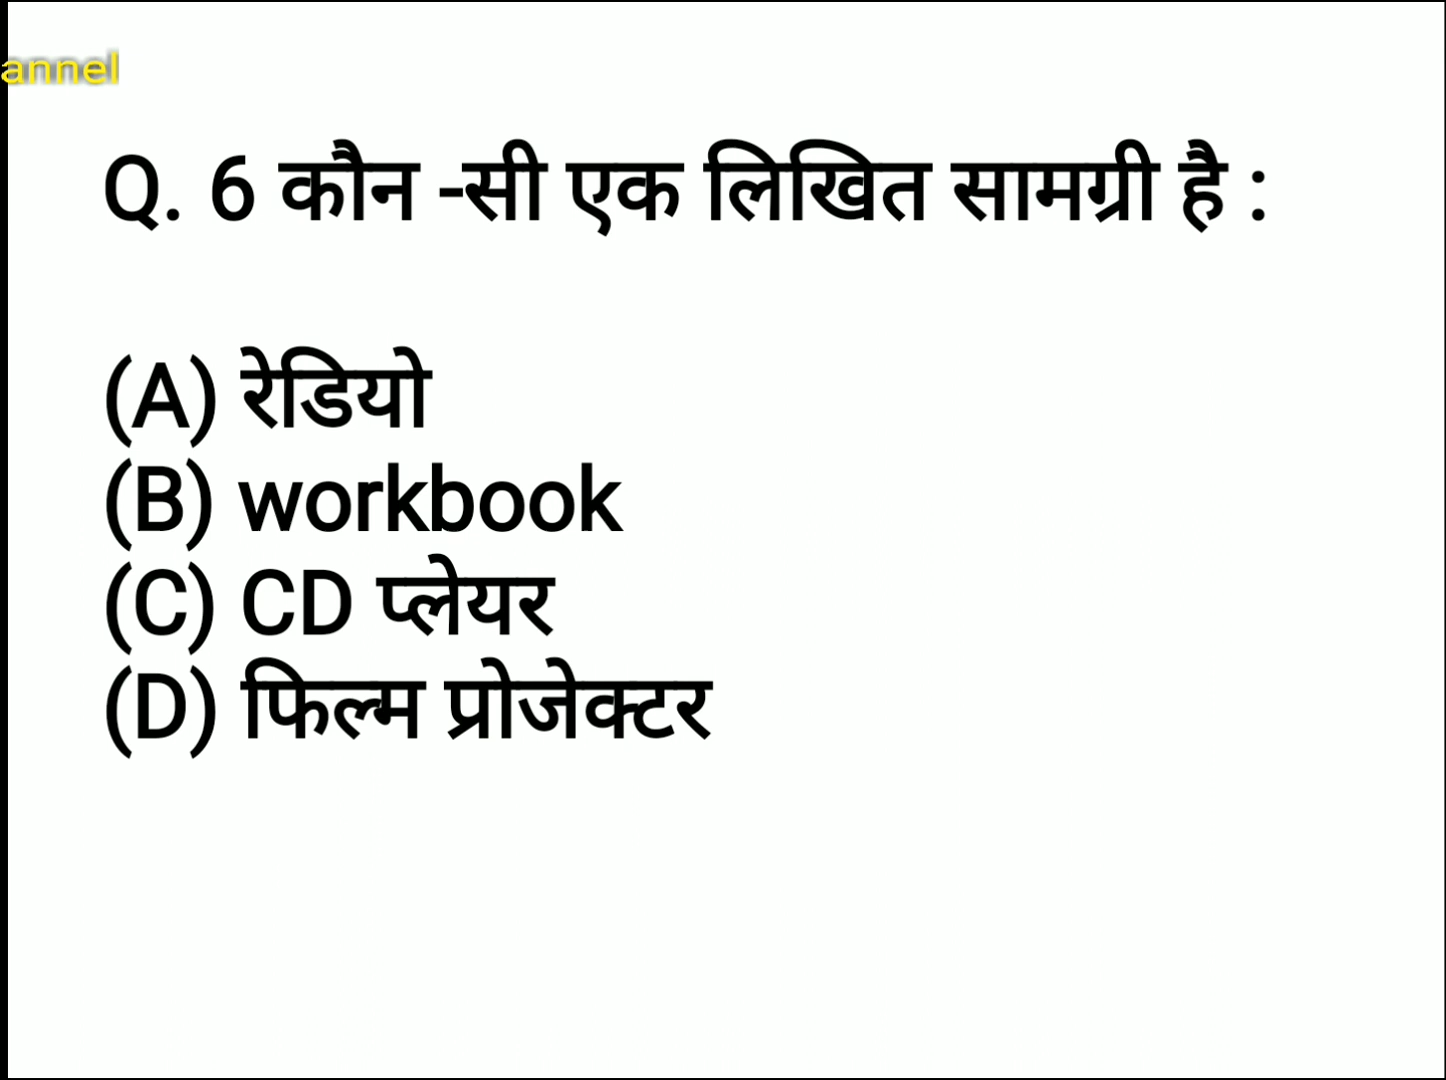 annel
Q. 6 कौन -सी एक लिखित सामग्री है :
(A) रेडियो
(B) workbook
(C) CD प्लेयर
(D) फिल्म प्रोजेक्टर